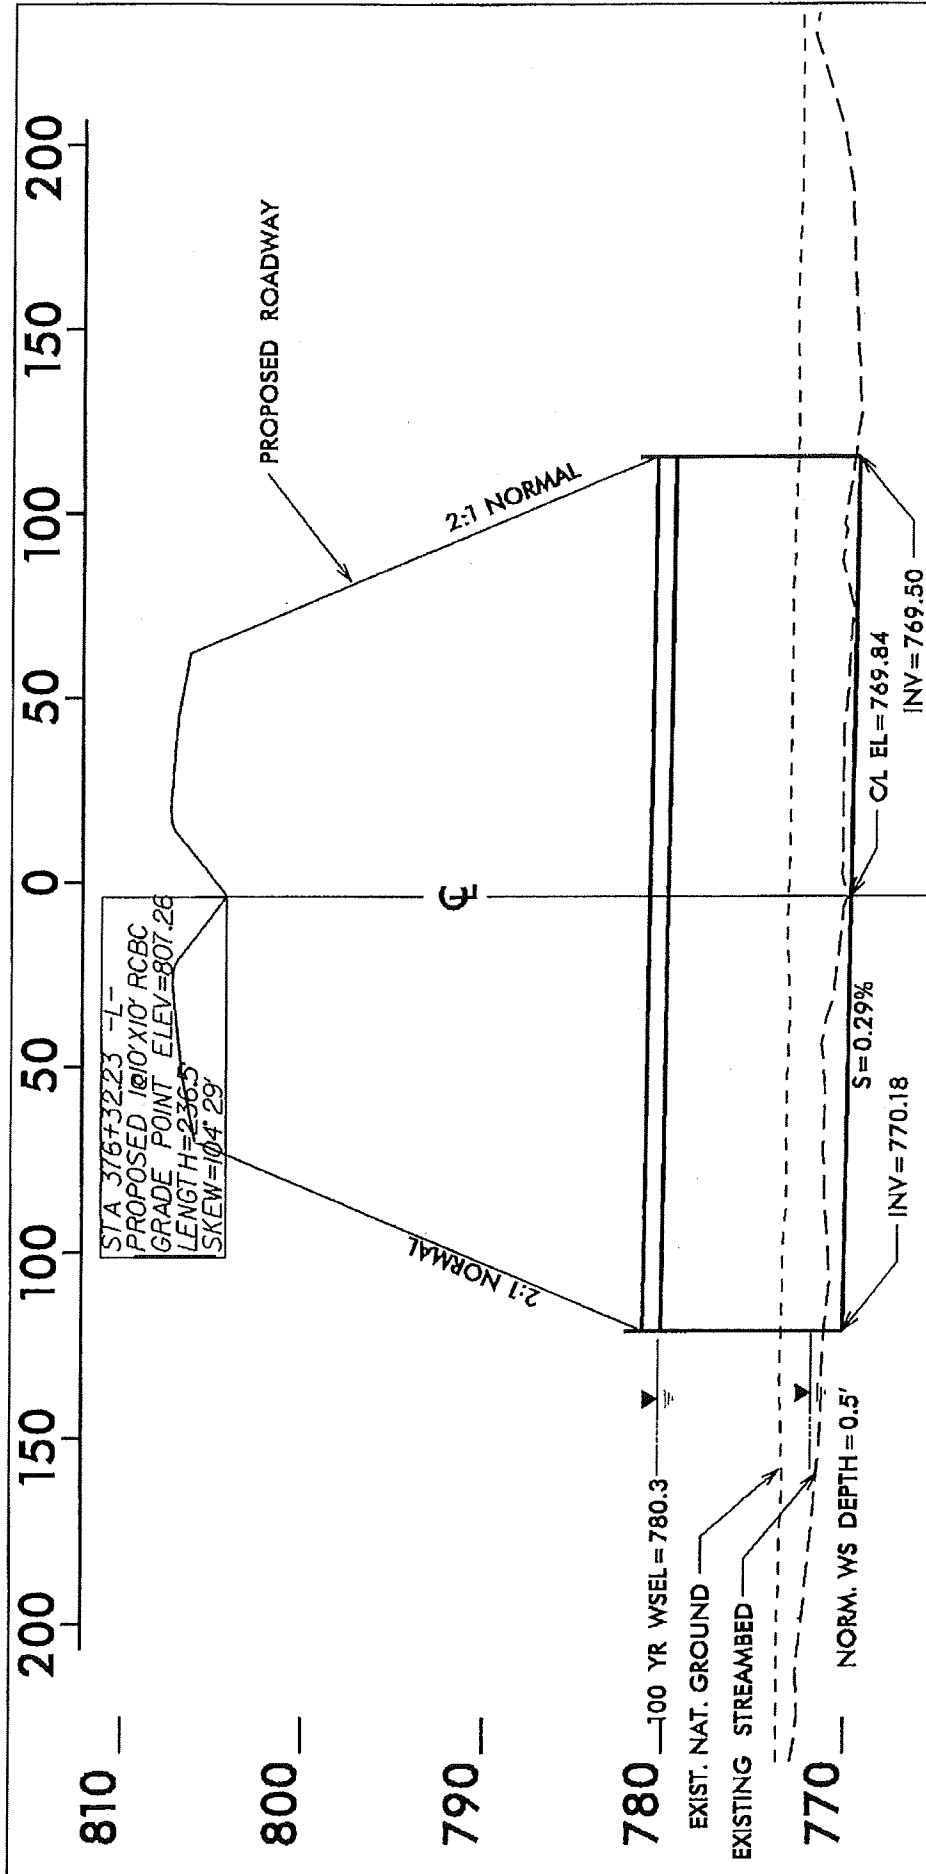 200 150 100 50 0 50 100 150 200
810
800
790
780
770
STA 376+32.23 -L-
PROPOSED 1@10'X10' RCBC
GRADE POINT ELEV=807.26
LENGTH=236.5'
SKEW=104° 29'
PROPOSED ROADWAY
2:1 NORMAL
2:1 NORMAL
CL
100 YR WSEL=780.3
EXIST. NAT. GROUND
EXISTING STREAMBED
NORM. WS DEPTH=0.5'
INV=770.18
S=0.29%
C/L EL=769.84
INV=769.50